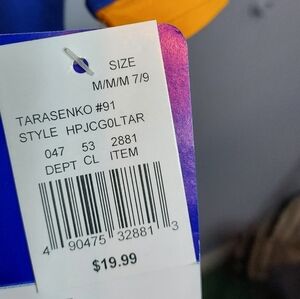 SIZE
M/M/M 7/9
TARASENKO #91
STYLE HPJCG0LTAR
047 53 2881
DEPT CL ITEM
4 90475 32881 3
$19.99